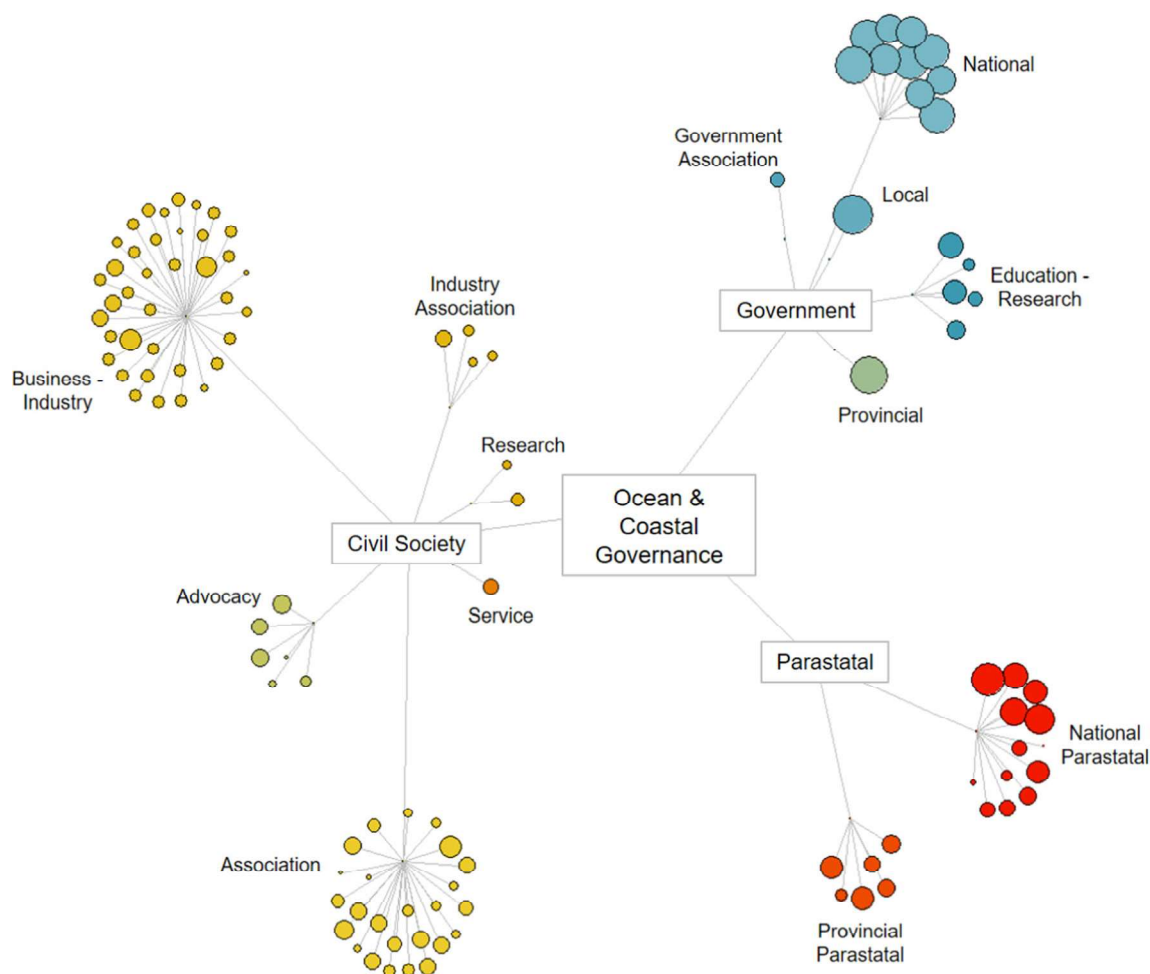 National
Government
Association
Local
Education -
Research
Government
Industry
Association
Provincial
Business -
Industry
Research
Ocean &
Coastal
Governance
Civil Society
Advocacy
Service
Parastatal
National
Parastatal
Association
Provincial
Parastatal